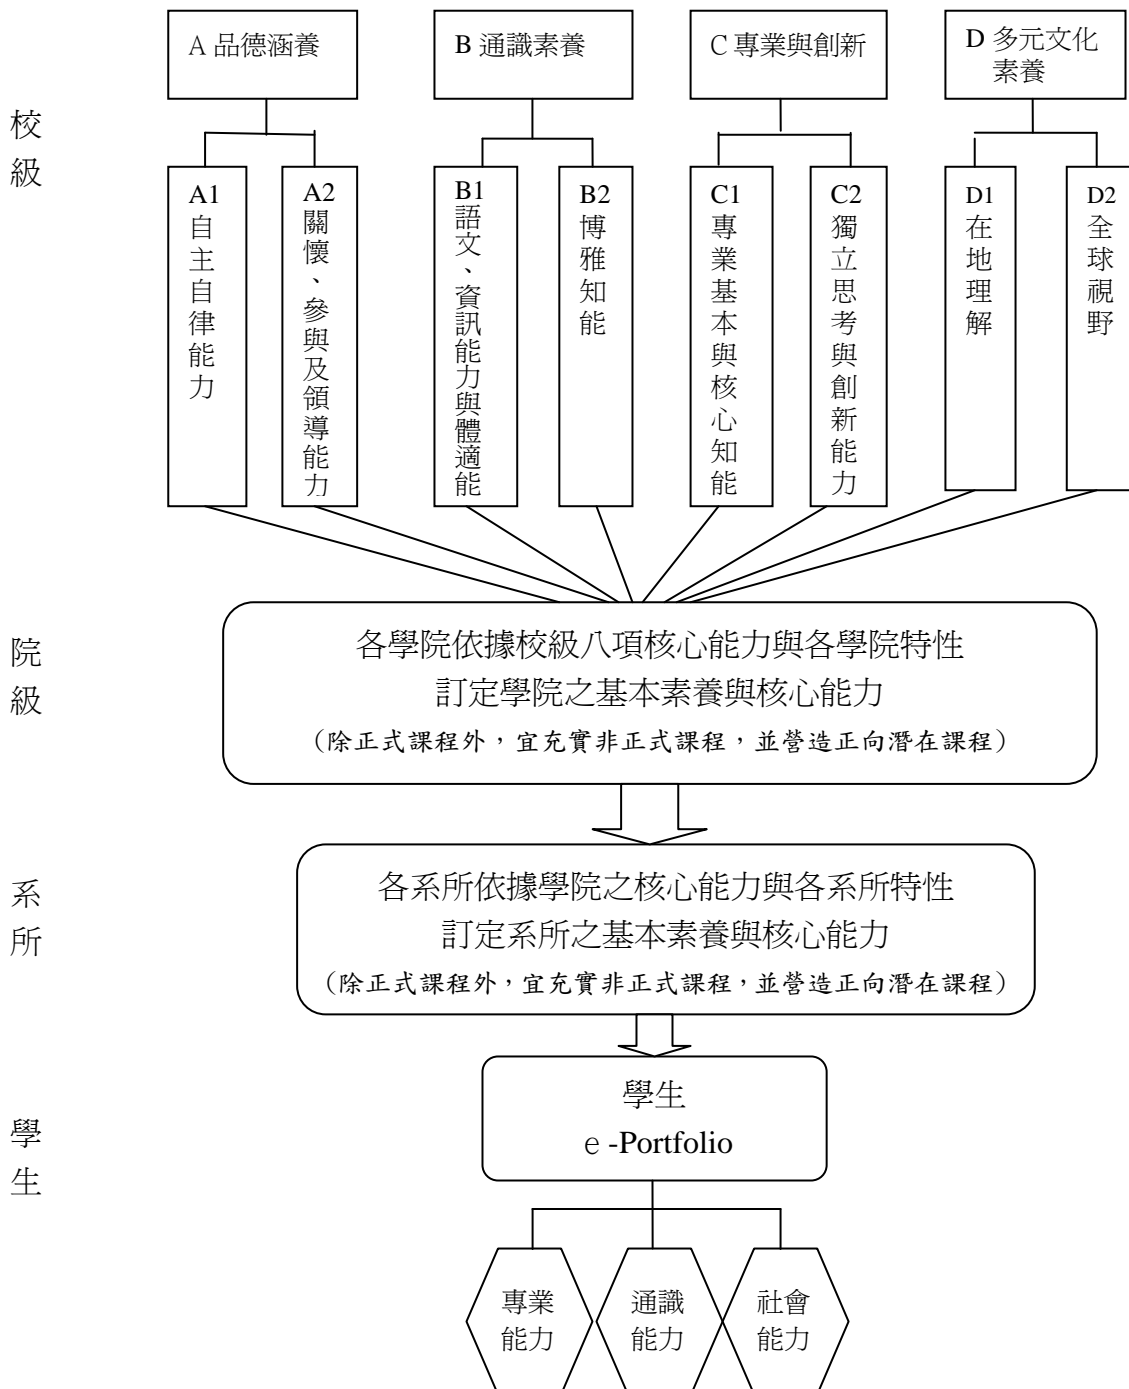 A 品德涵養
B 通識素養
C 專業與創新
D 多元文化
素養
校
級
A1
自主自律能力
A2
關懷、參與及領導能力
B1
語文、資訊能力與體適能
B2
博雅知能
C1
專業基本與核心知能
C2
獨立思考與創新能力
D1
在地理解
D2
全球視野
院
級
各學院依據校級八項核心能力與各學院特性
訂定學院之基本素養與核心能力
(除正式課程外，宜充實非正式課程，並營造正向潛在課程)
系
所
各系所依據學院之核心能力與各系所特性
訂定系所之基本素養與核心能力
(除正式課程外，宜充實非正式課程，並營造正向潛在課程)
學
生
學生
e -Portfolio
專業
能力
通識
能力
社會
能力